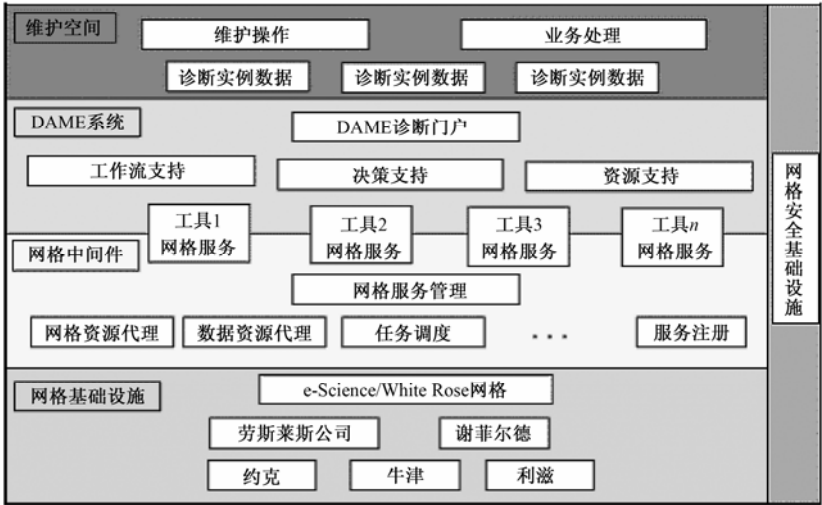 维护空间
维护操作
业务处理
诊断实例数据
诊断实例数据
诊断实例数据
DAME系统
DAME诊断门户
工作流支持
决策支持
资源支持
工具1
网格服务
工具2
网格服务
工具3
网格服务
工具n
网格服务
网格中间件
网格服务管理
网格资源代理
数据资源代理
任务调度
...
服务注册
网格基础设施
e-Science/White Rose网格
劳斯莱斯公司
谢菲尔德
约克
牛津
利滋
网格安全基础设施